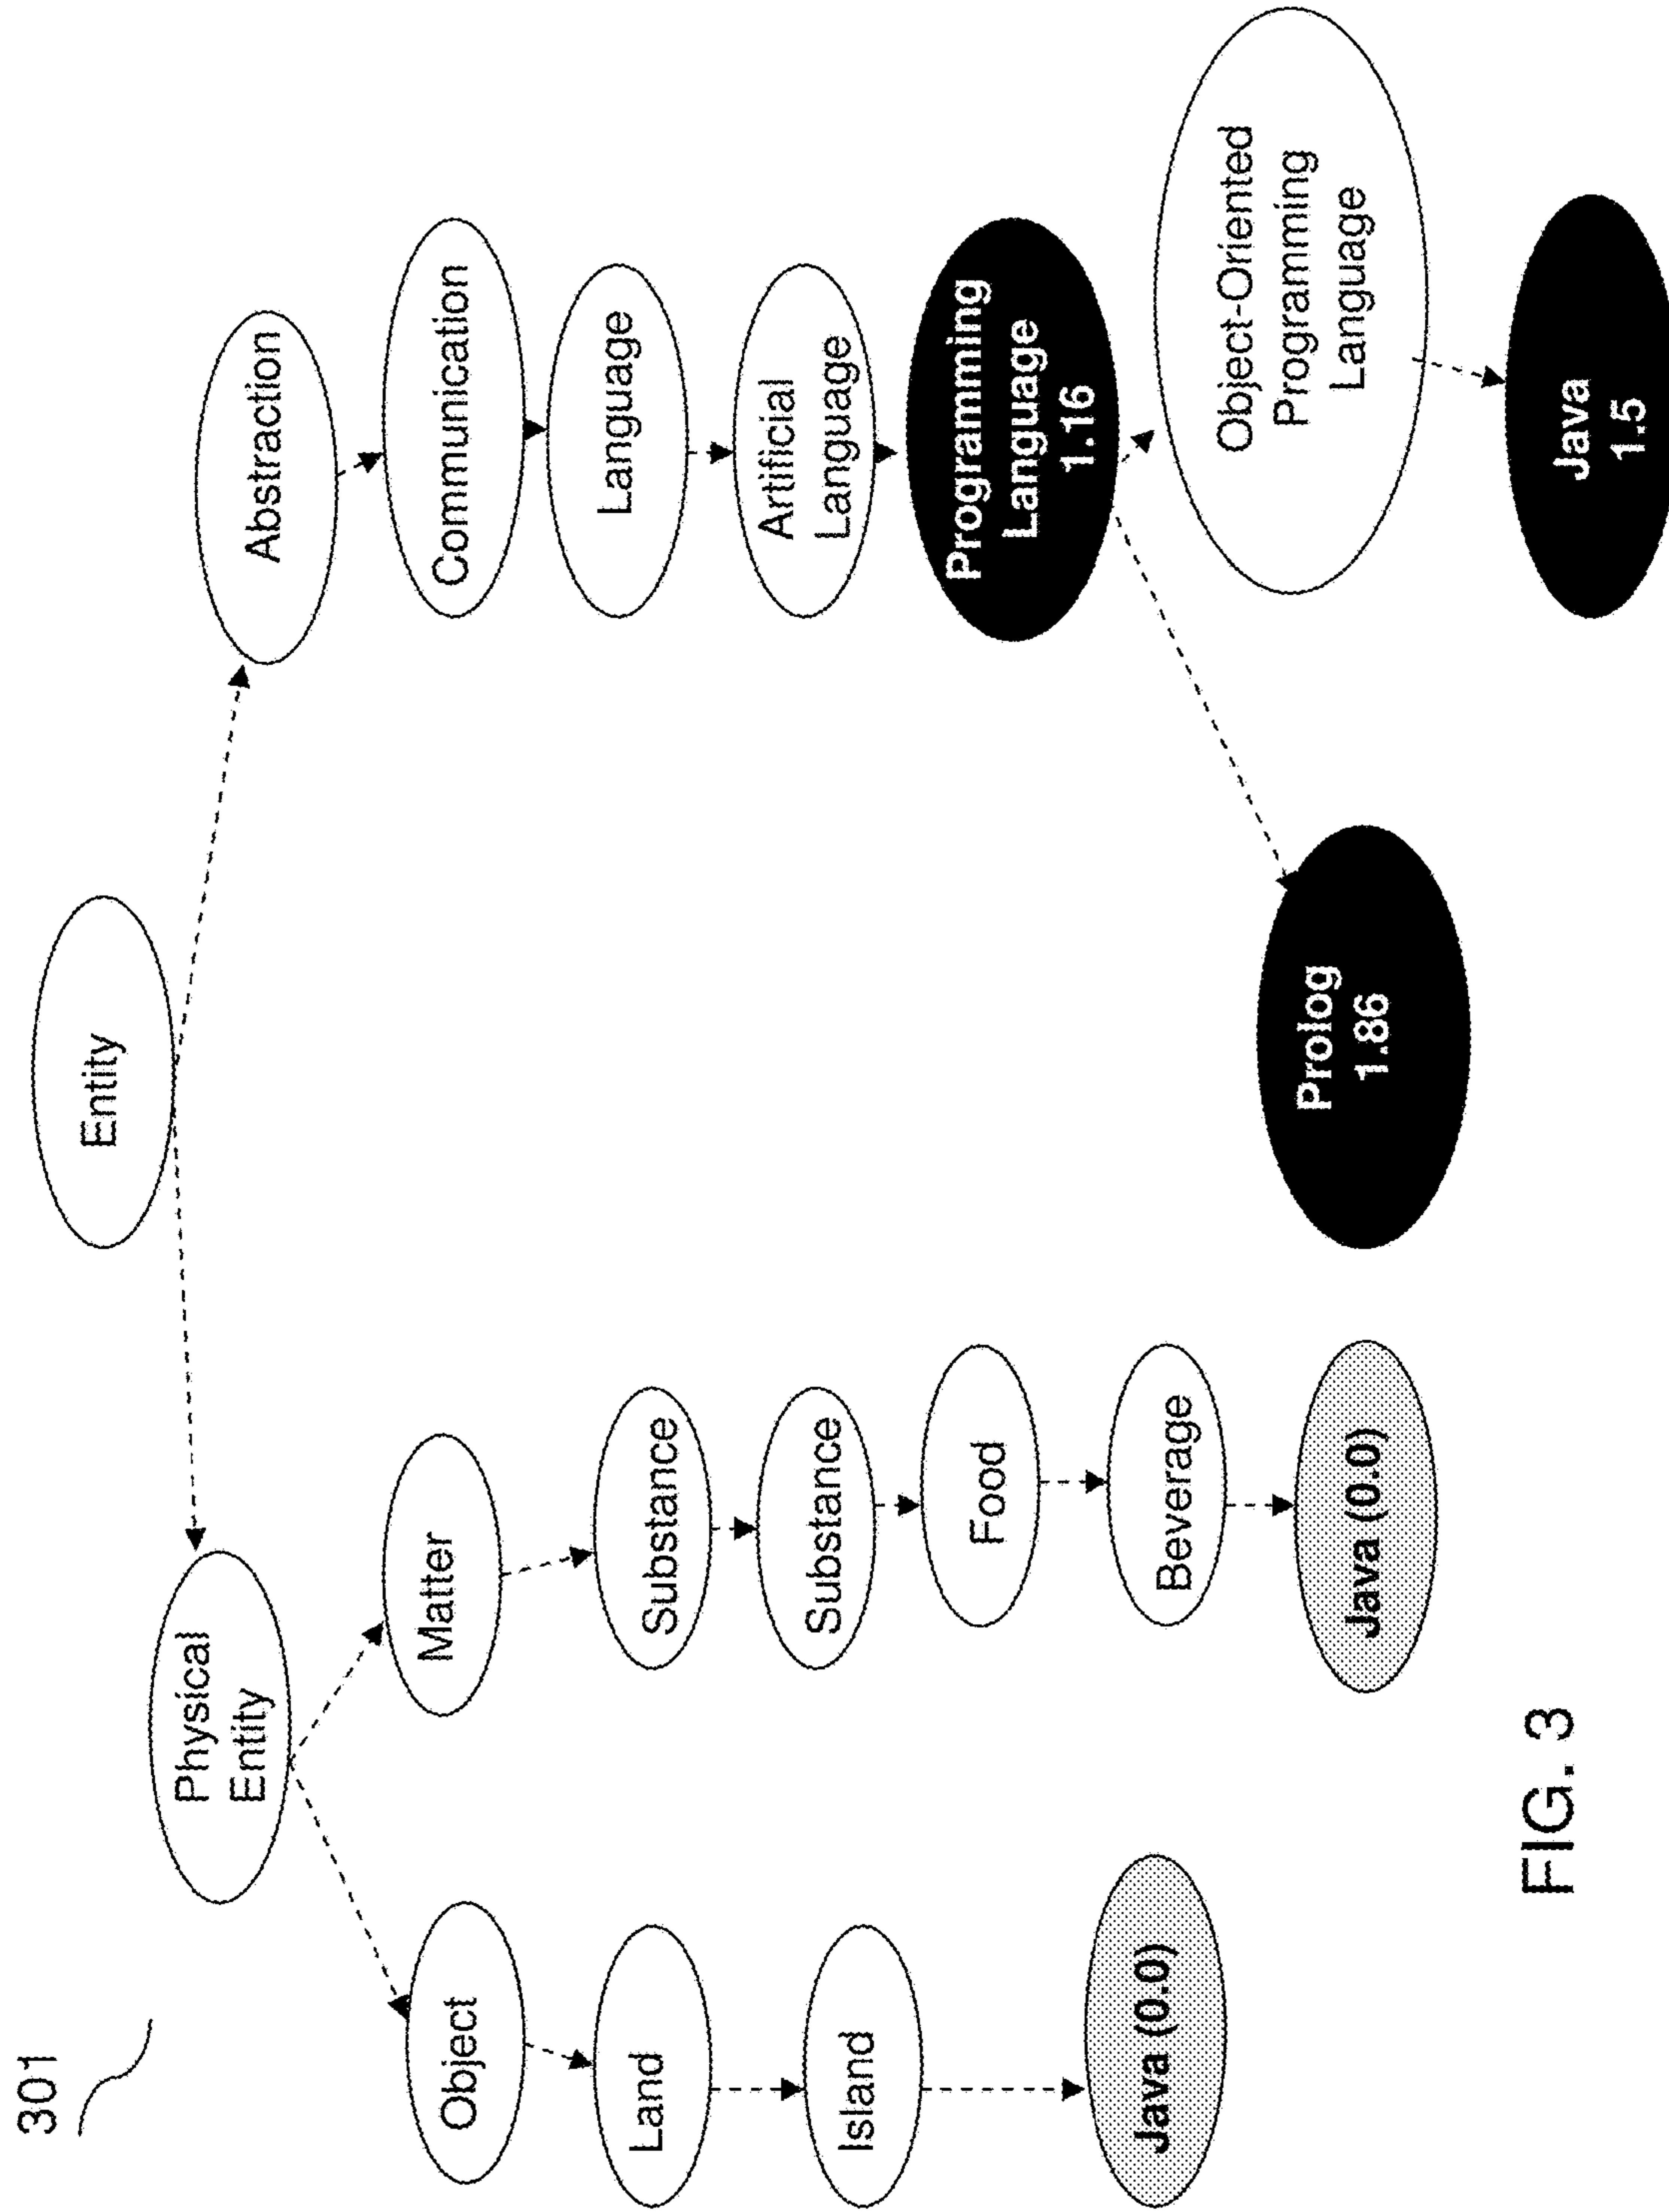 301
Entity
Physical
Entity
Abstraction
Object
Matter
Communication
Land
Substance
Language
Island
Substance
Artificial
Language
Food
Programming
Language
1.16
Java (0.0)
Beverage
Object-Oriented
Programming
Language
Java (0.0)
Prolog
1.86
Java
1.5
FIG. 3